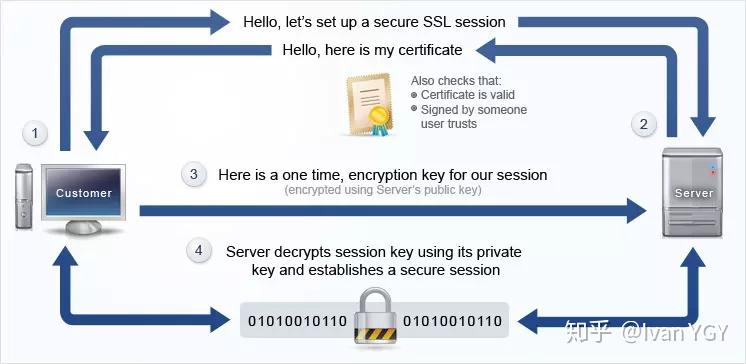 Hello, let's set up a secure SSL session
Hello, here is my certificate
Also checks that:
Certificate is valid
Signed by someone
user trusts
1
2
Customer
3
Here is a one time, encryption key for our session
(encrypted using Server's public key)
Server
4
Server decrypts session key using its private
key and establishes a secure session
01010010110
01010010110
知乎 @Ivan YGY